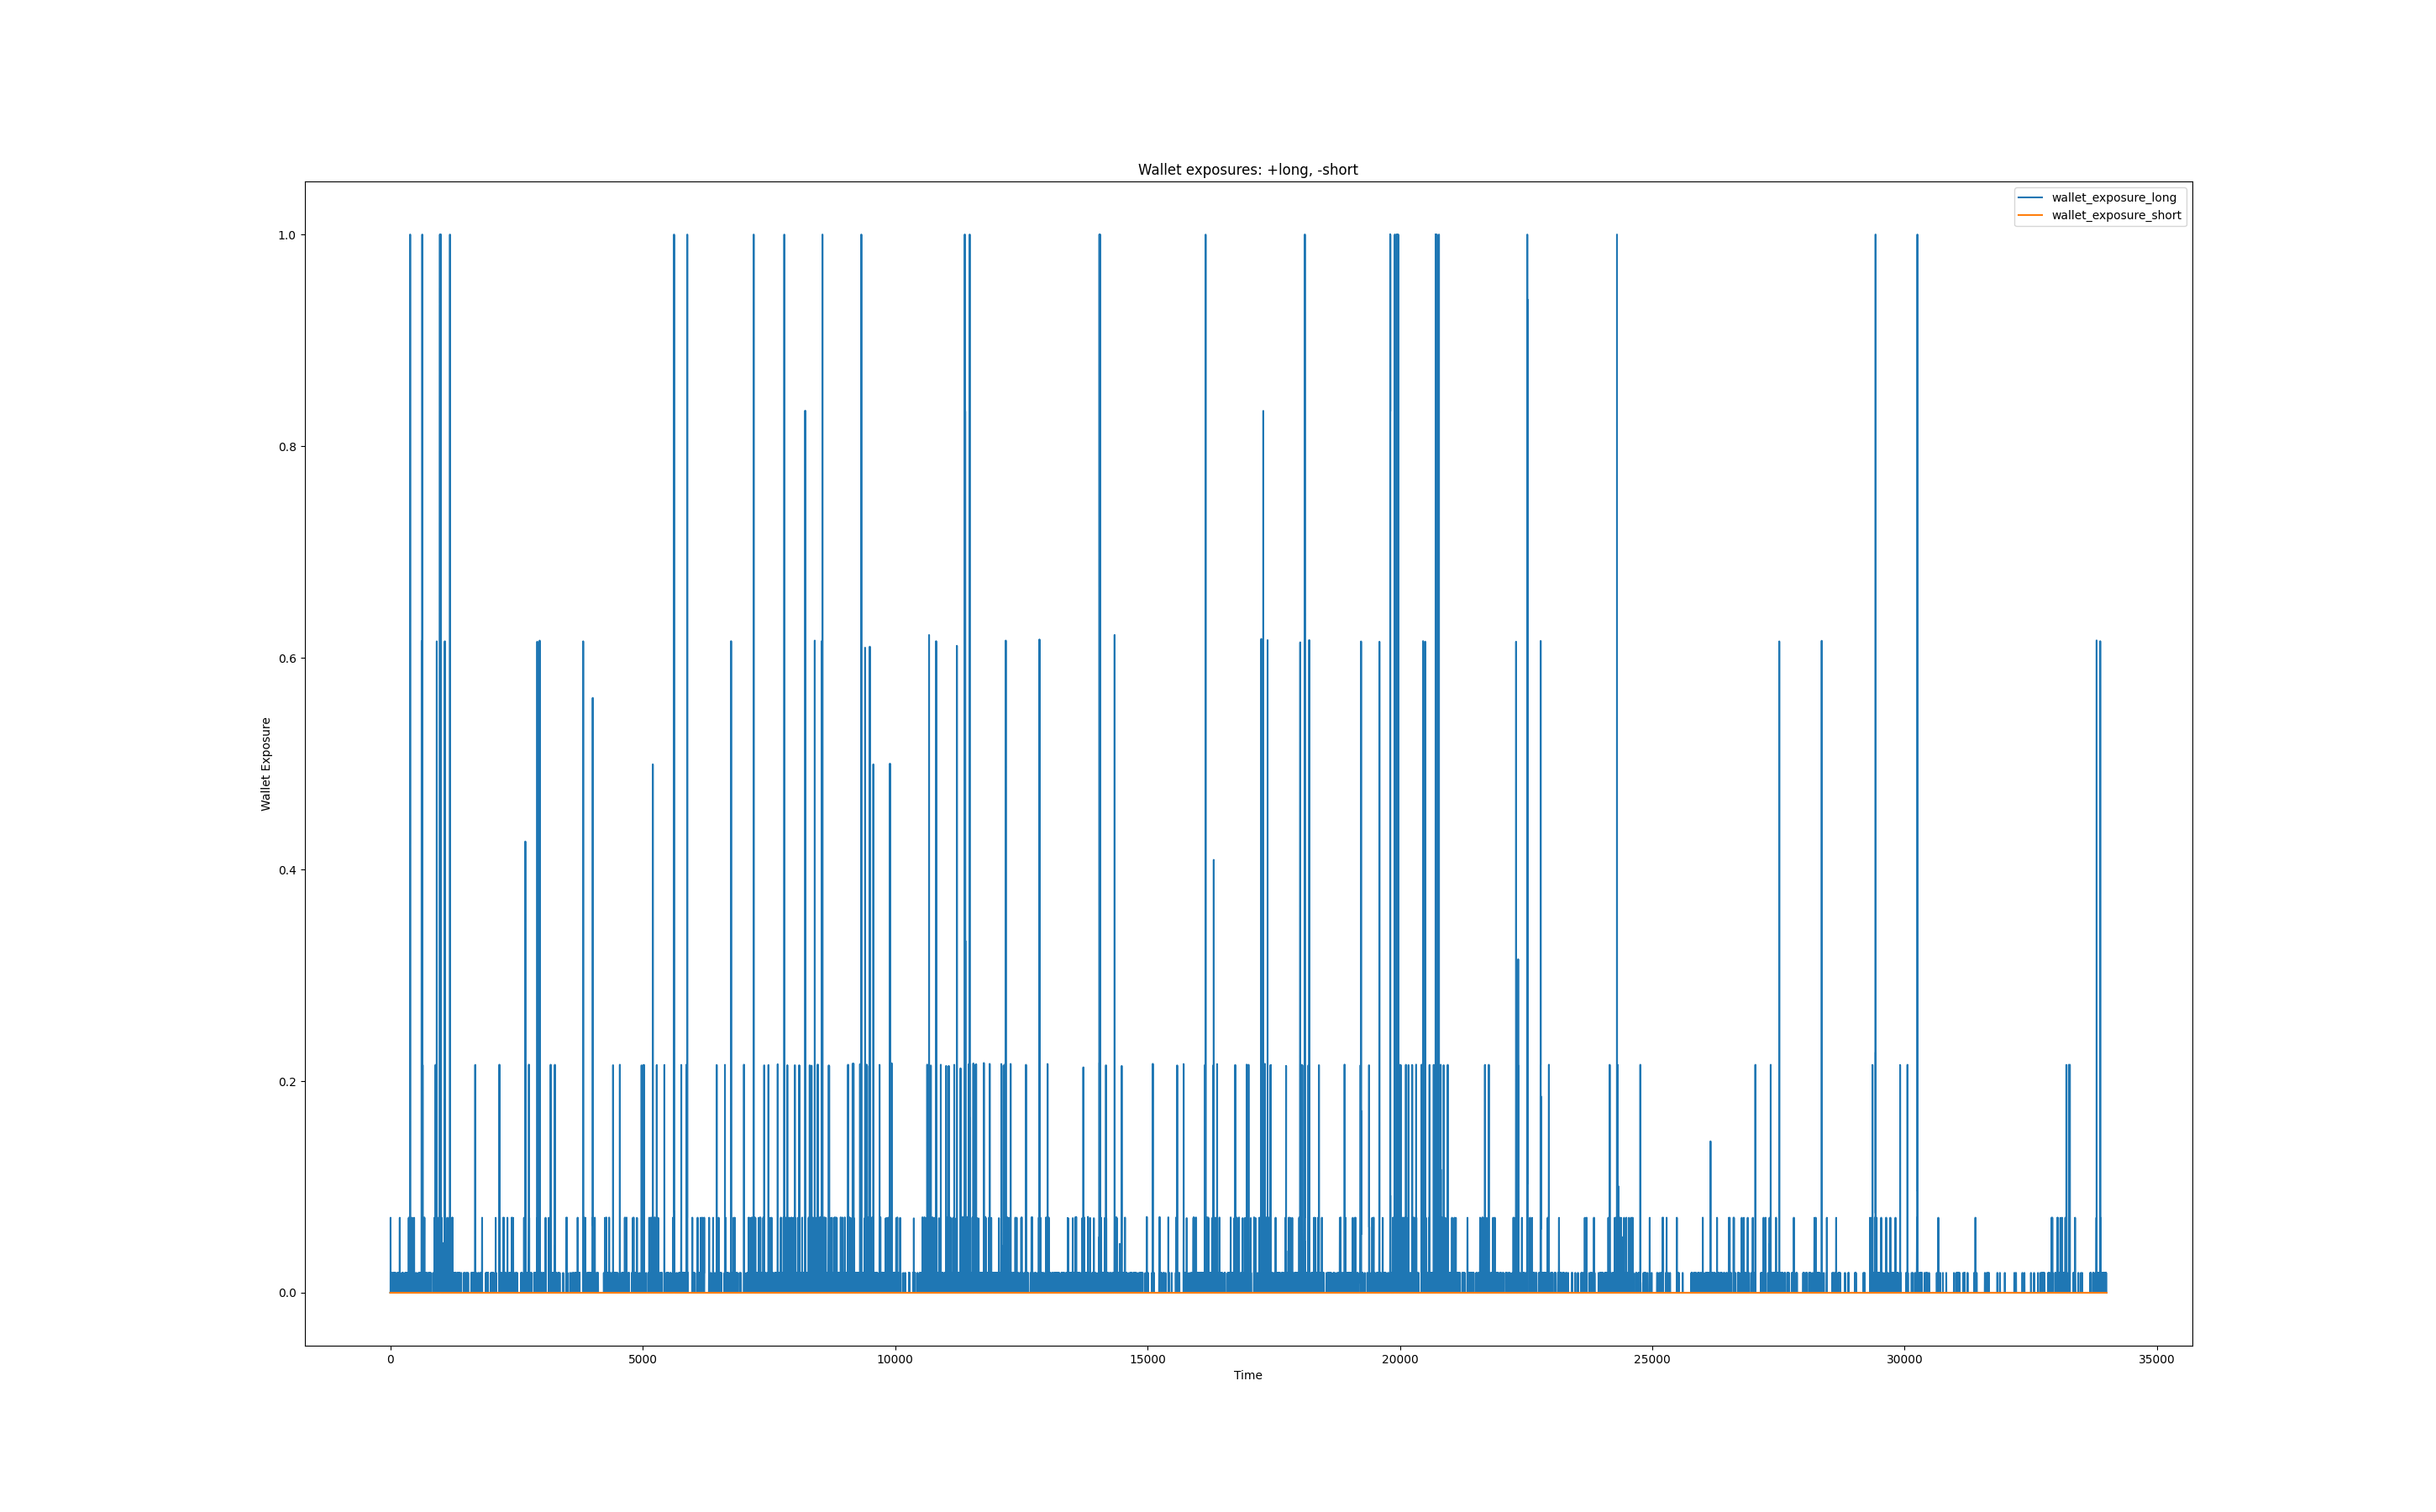 Wallet exposures: +long, -short
wallet_exposure_long
wallet_exposure_short
1.0
0.8
0.6
0.4
0.2
0.0
Wallet Exposure
0 5000 10000 15000 20000 25000 30000 35000
Time